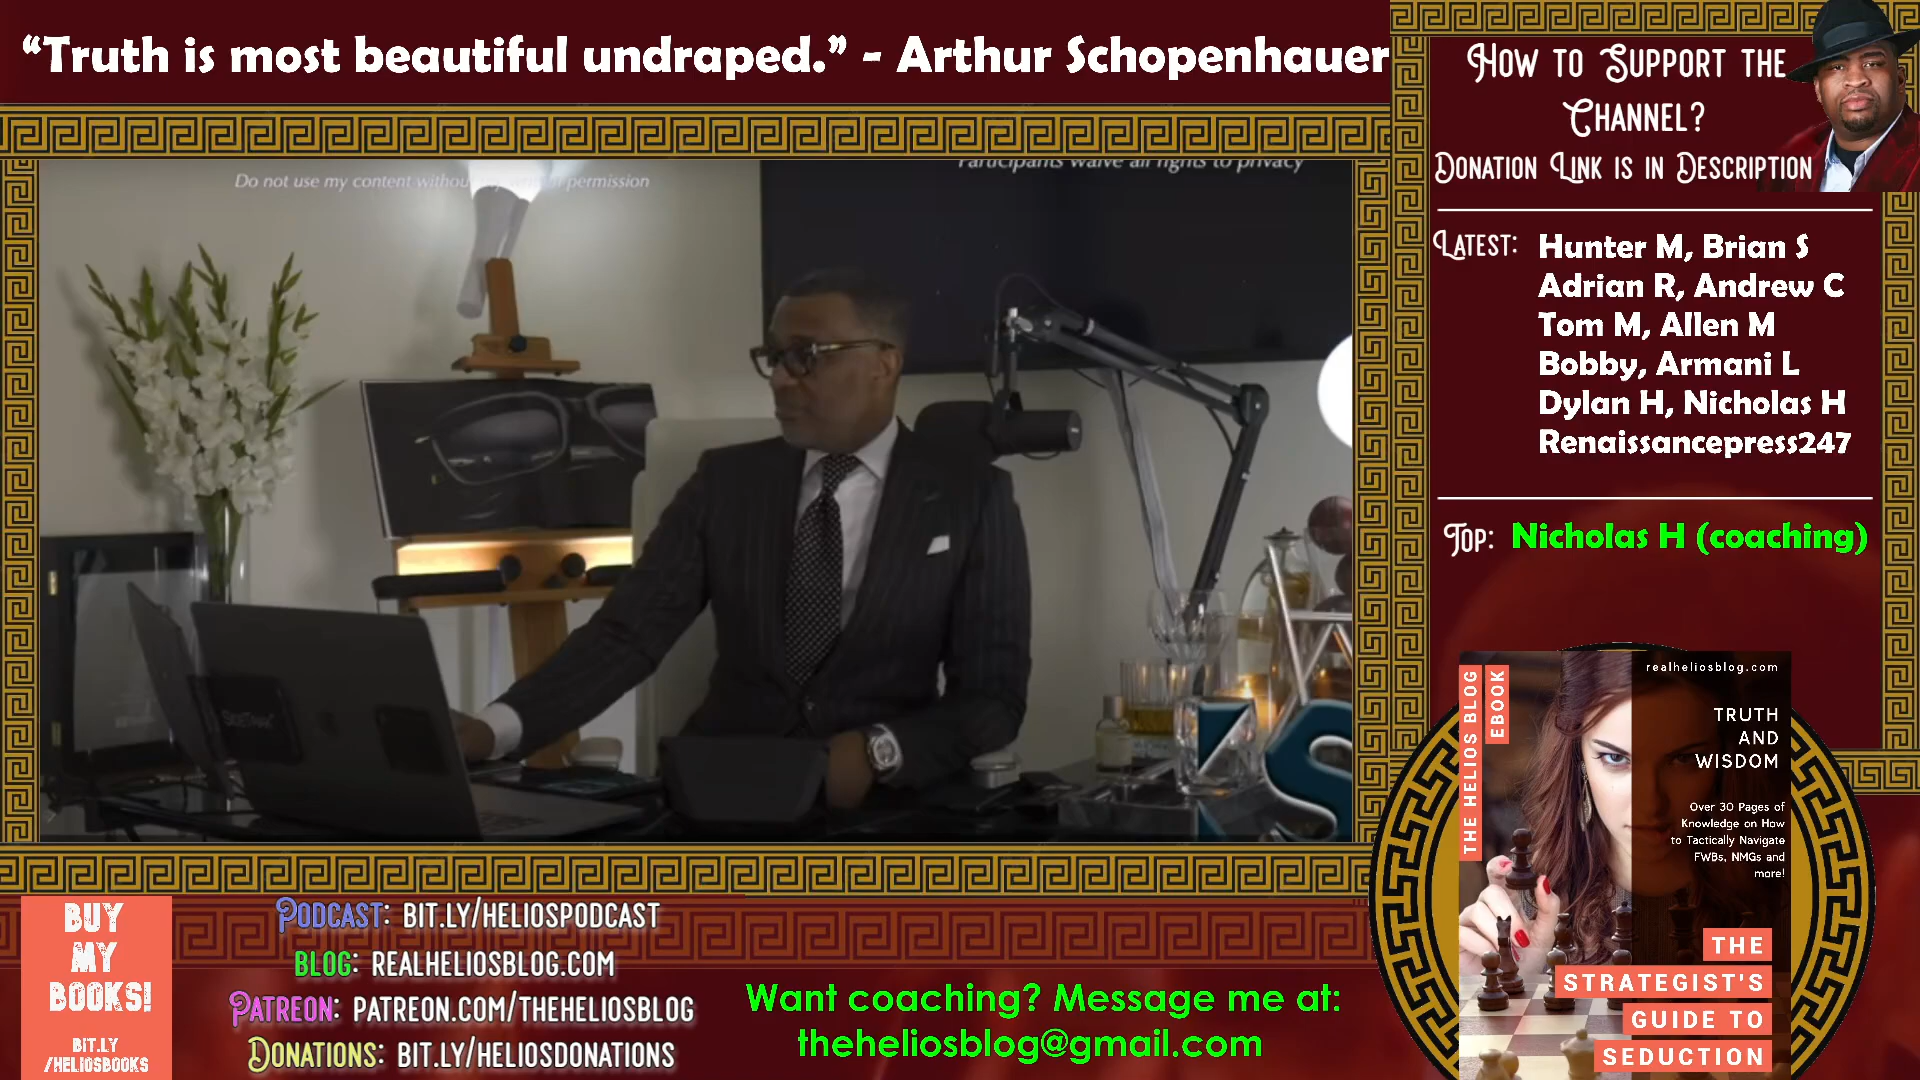 “Truth is most beautiful undraped.” - Arthur Schopenhauer
How to Support the
Channel?
Donation Link is in Description
Do not use my content without my written permission
Participants waive all rights to privacy
Latest: Hunter M, Brian S
Adrian R, Andrew C
Tom M, Allen M
Bobby, Armani L
Dylan H, Nicholas H
Renaissancepress247
Top: Nicholas H (coaching)
KS
realheliosblog.com
THE HELIOS BLOG
EBOOK
TRUTH
AND
WISDOM
Over 30 Pages of
Knowledge on How
to Tactically Navigate
FWBs, NMGs and
more!
THE
STRATEGIST'S
GUIDE TO
SEDUCTION
BUY
MY
BOOKS!
BIT.LY
/HELIOSBOOKS
Podcast: bit.ly/heliospodcast
Blog: realheliosblog.com
Patreon: patreon.com/theheliosblog
Donations: bit.ly/heliosdonations
Want coaching? Message me at:
theheliosblog@gmail.com